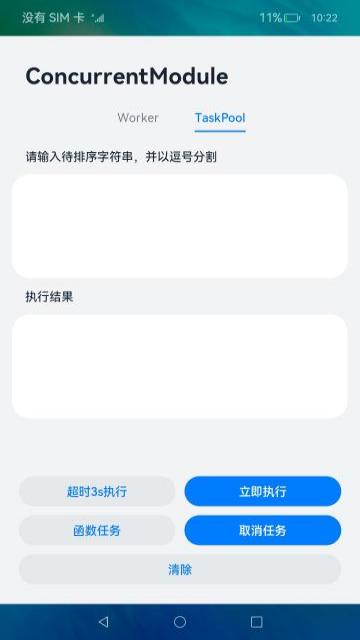 没有 SIM 卡
11%
10:22
ConcurrentModule
Worker
TaskPool
请输入待排序字符串，并以逗号分割
执行结果
超时3s执行
立即执行
函数任务
取消任务
清除